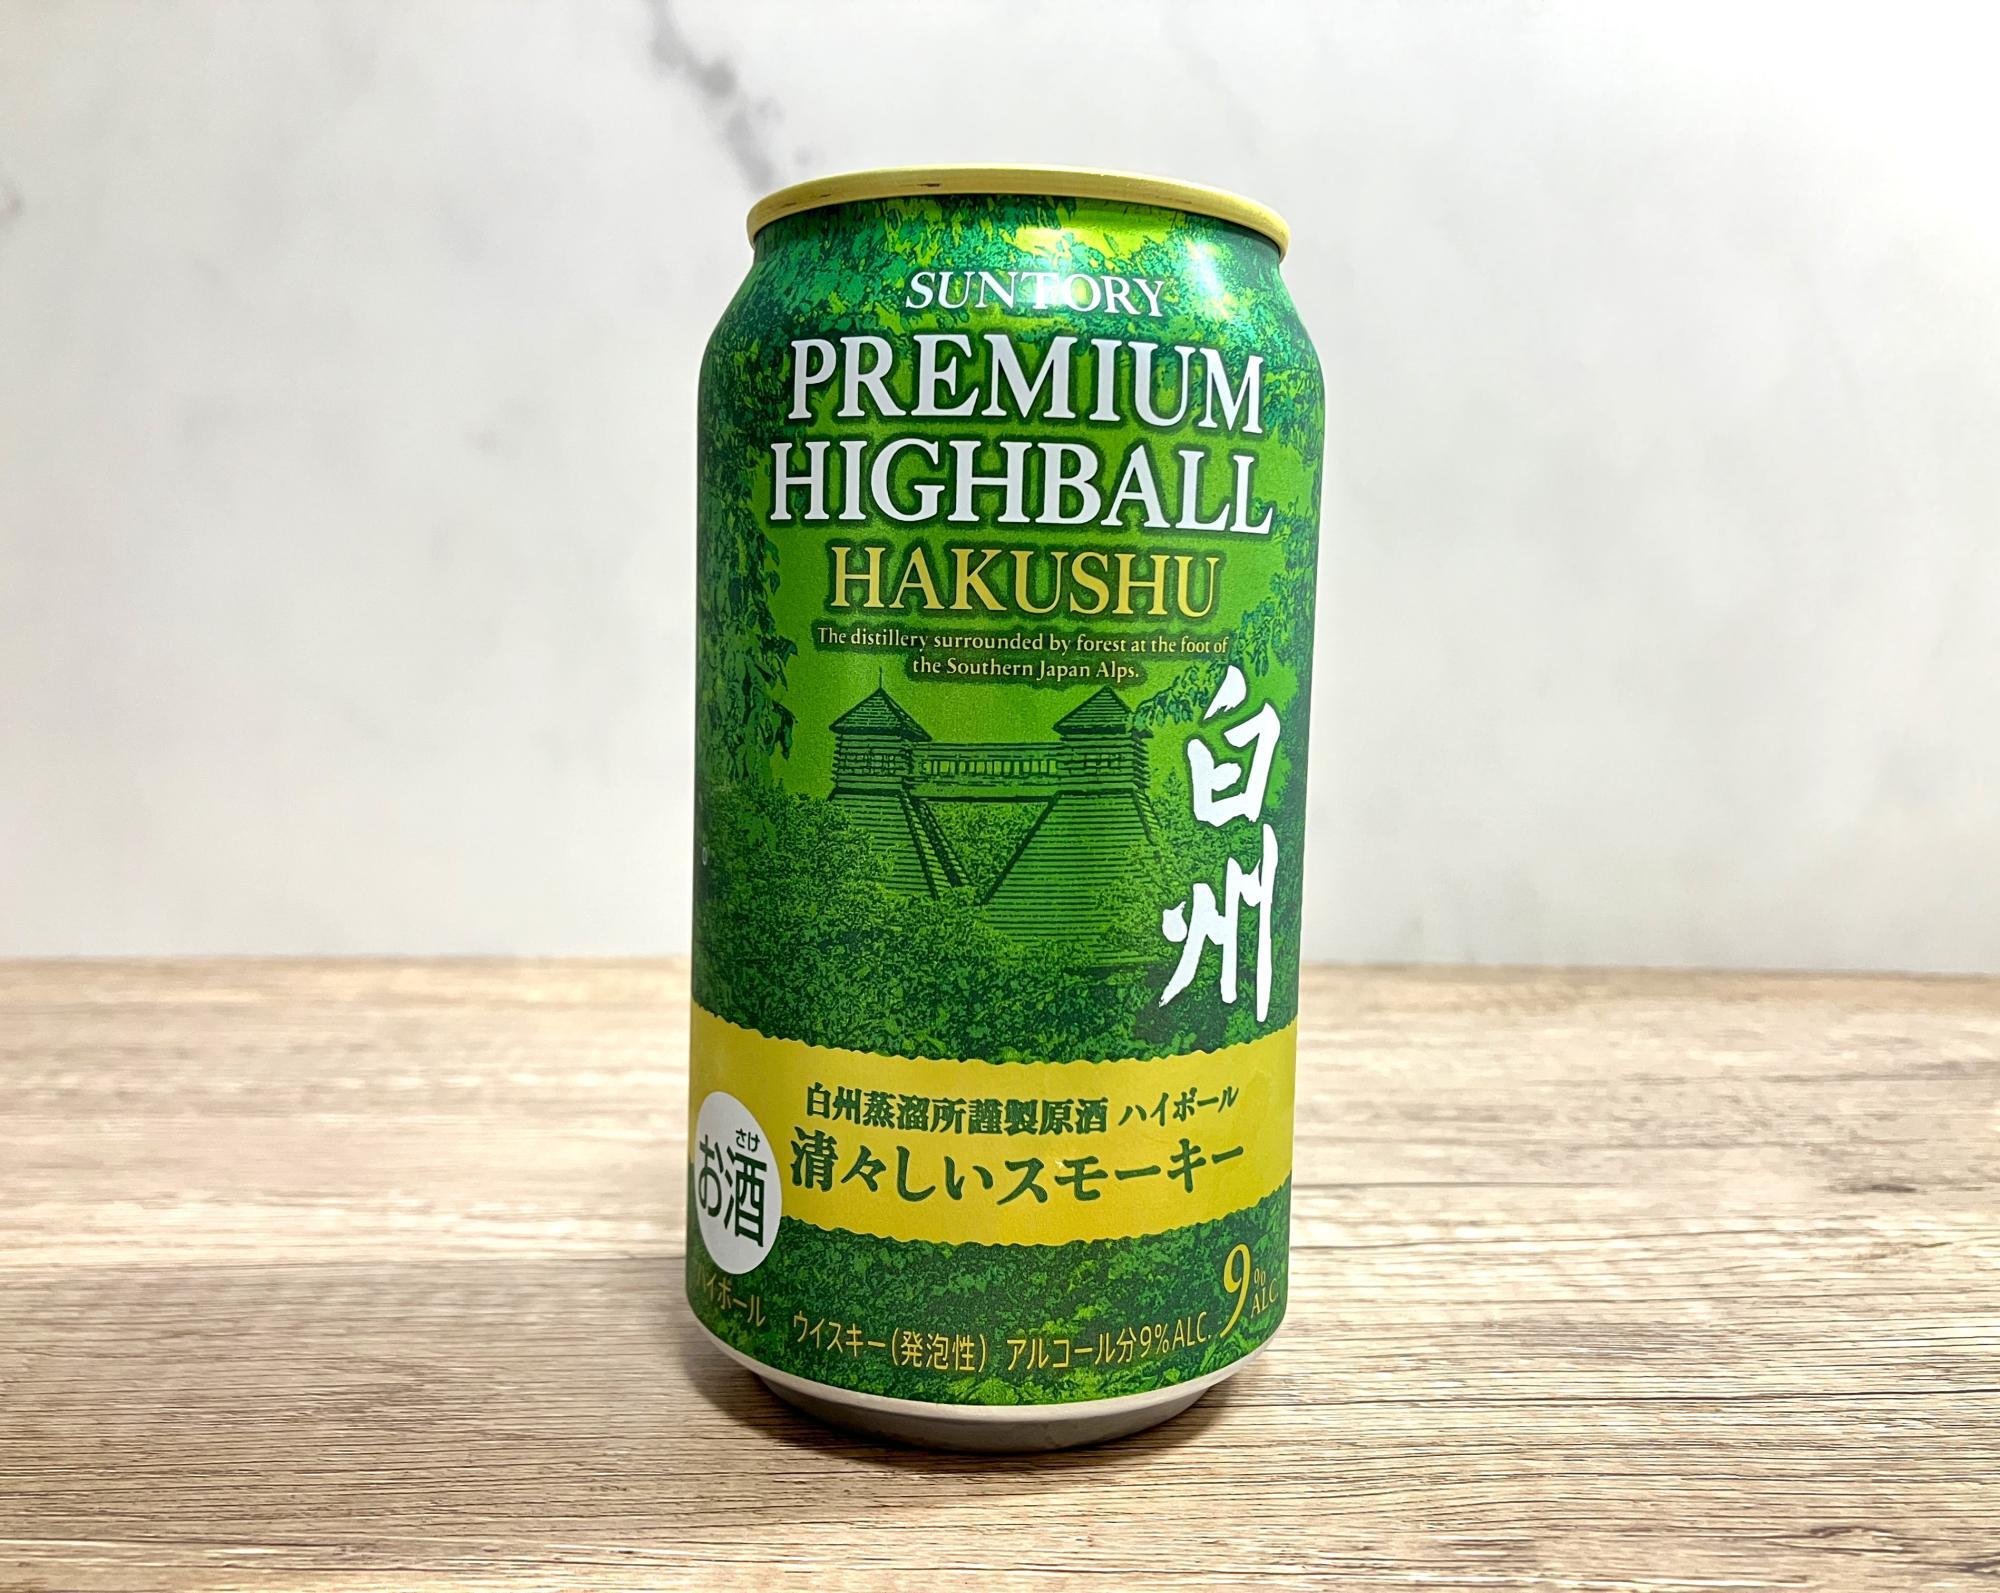 SUNTORY
PREMIUM
HIGHBALL
HAKUSHU
The distillery surrounded by forest at the foot of
the Southern Japan Alps.
白州
白州蒸溜所謹製原酒 ハイボール
清々しいスモーキー
さけ
お酒
9% ALC.
ハイボール ウイスキー(発泡性) アルコール分9%ALC.